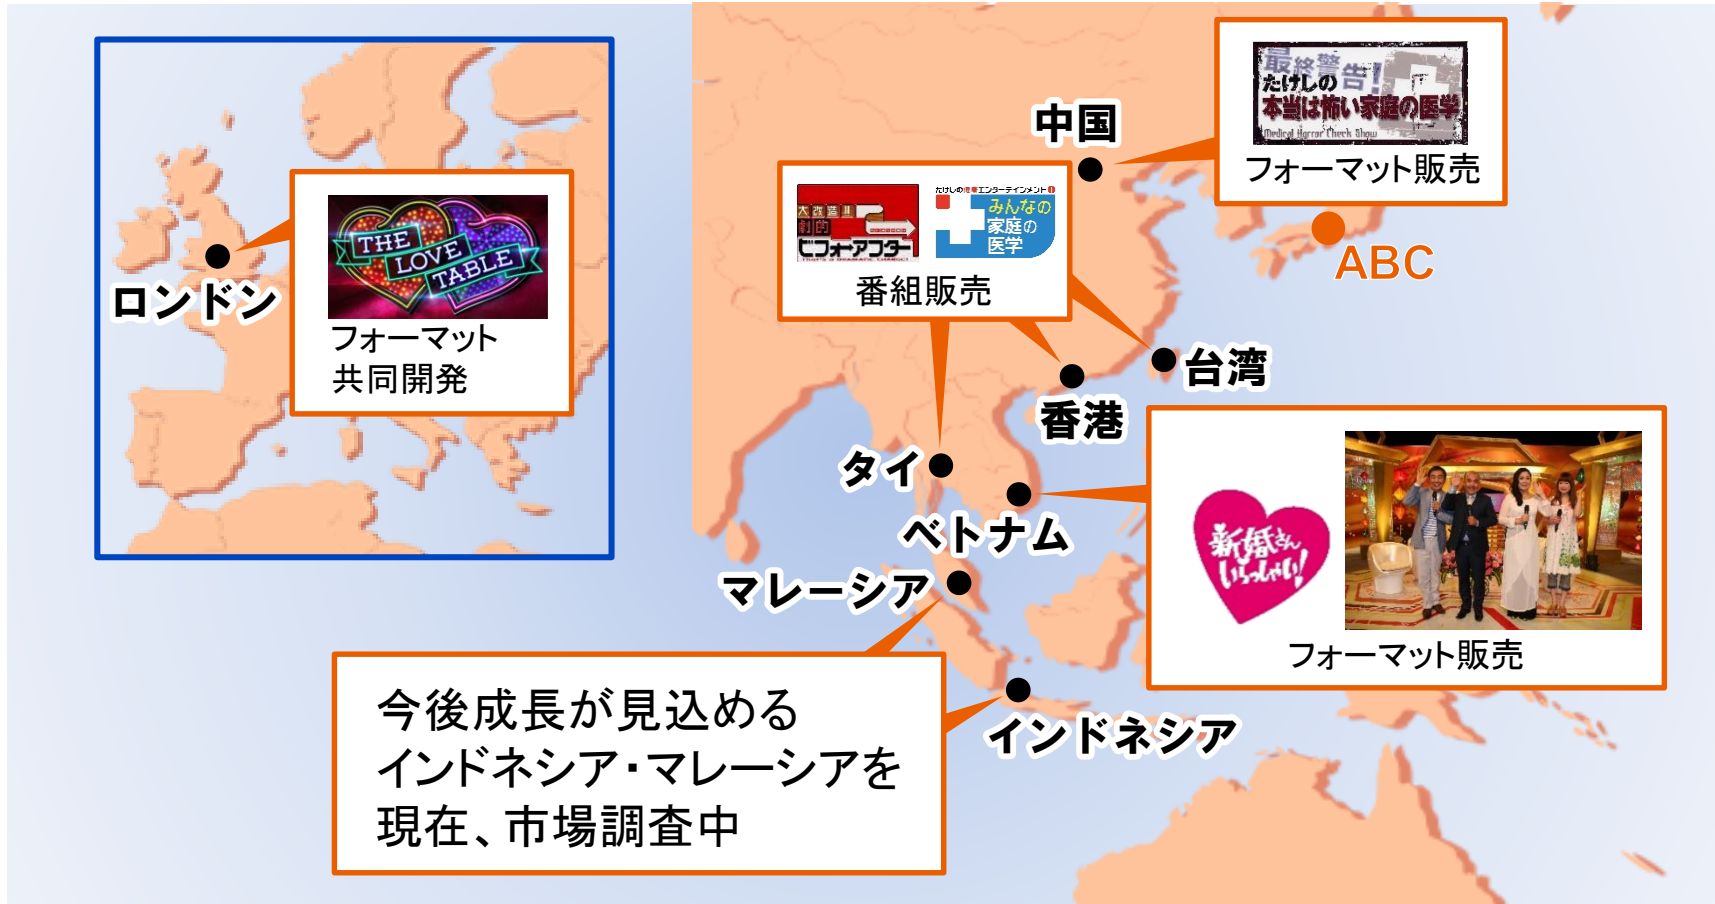 最終警告!
たけしの
本当は怖い家庭の医学
Medical Horror Check Show
フォーマット販売
中国
ABC
大改造!!
劇的
ビフォーアフター
たけしの健康エンターテインメント!
みんなの
家庭の
医学
番組販売
THE
LOVE
TABLE
フォーマット
共同開発
ロンドン
台湾
香港
タイ
ベトナム
新婚さん
いらっしゃい!
フォーマット販売
マレーシア
インドネシア
今後成長が見込める
インドネシア・マレーシアを
現在、市場調査中